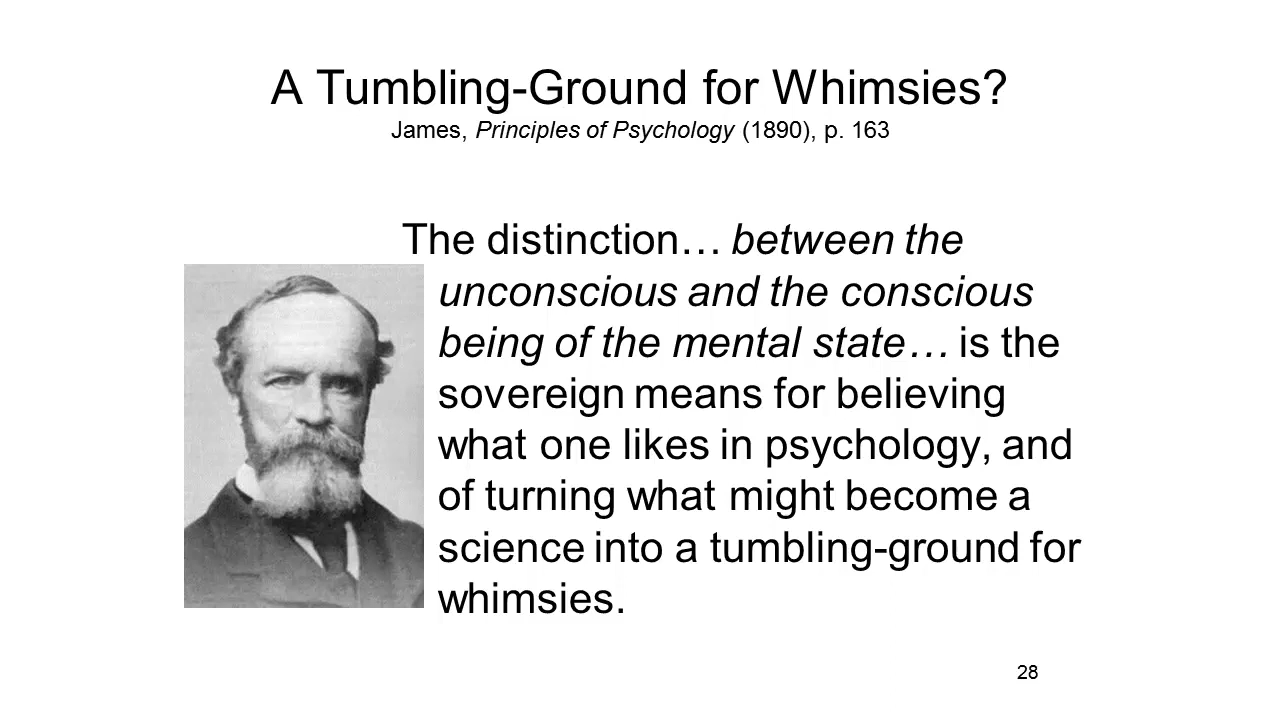 A Tumbling-Ground for Whimsies?
James, Principles of Psychology (1890), p. 163
The distinction… between the
unconscious and the conscious
being of the mental state… is the
sovereign means for believing
what one likes in psychology, and
of turning what might become a
science into a tumbling-ground for
whimsies.
28